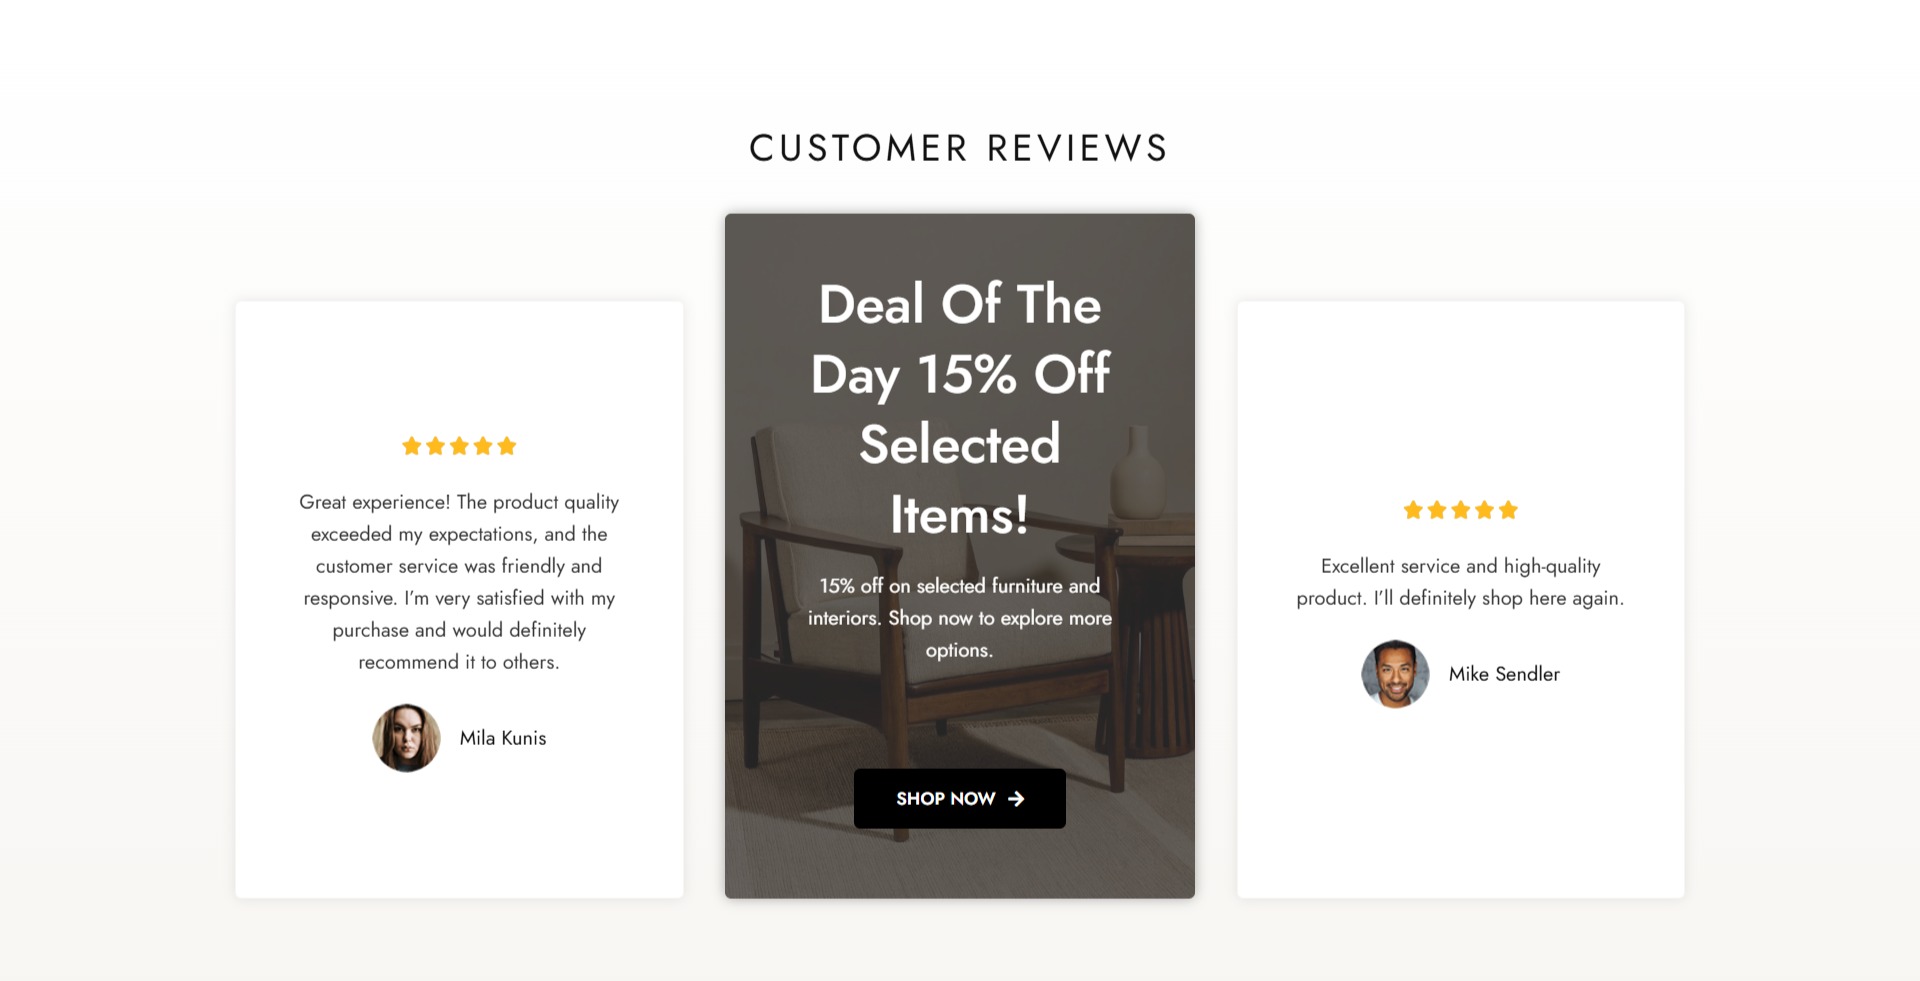 CUSTOMER REVIEWS
Great experience! The product quality
exceeded my expectations, and the
customer service was friendly and
responsive. I’m very satisfied with my
purchase and would definitely
recommend it to others.
Mila Kunis
Deal Of The
Day 15% Off
Selected
Items!
15% off on selected furniture and
interiors. Shop now to explore more
options.
SHOP NOW
Excellent service and high-quality
product. I’ll definitely shop here again.
Mike Sendler